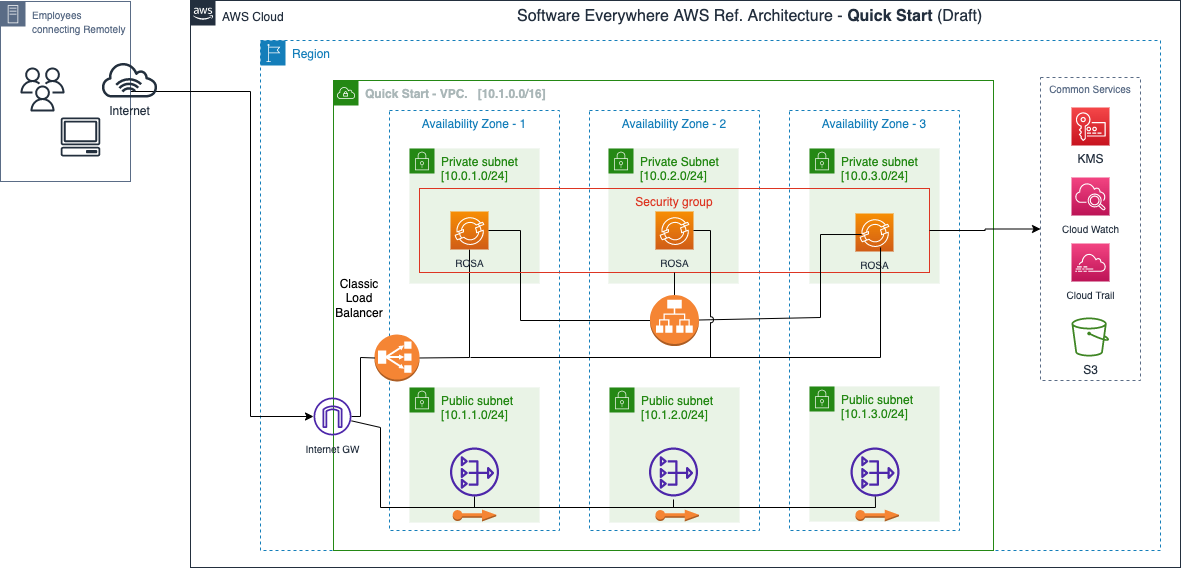 Employees
connecting Remotely
Internet
aws
AWS Cloud
Software Everywhere AWS Ref. Architecture - Quick Start (Draft)
Region
Quick Start - VPC. [10.1.0.0/16]
Availability Zone - 1
Availability Zone - 2
Availability Zone - 3
Private subnet
[10.0.1.0/24]
Private Subnet
[10.0.2.0/24]
Private subnet
[10.0.3.0/24]
Security group
ROSA
ROSA
ROSA
Classic
Load
Balancer
Internet GW
Public subnet
[10.1.1.0/24]
Public subnet
[10.1.2.0/24]
Public subnet
[10.1.3.0/24]
Common Services
KMS
Cloud Watch
Cloud Trail
S3